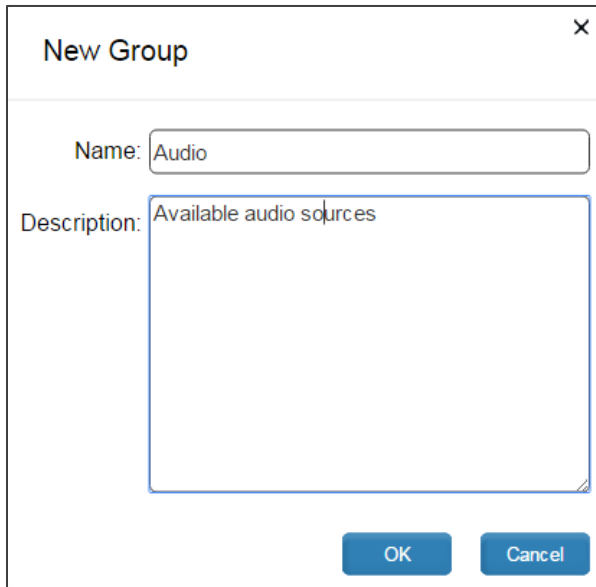 New Group
Name: Audio
Description: Available audio sources
OK Cancel